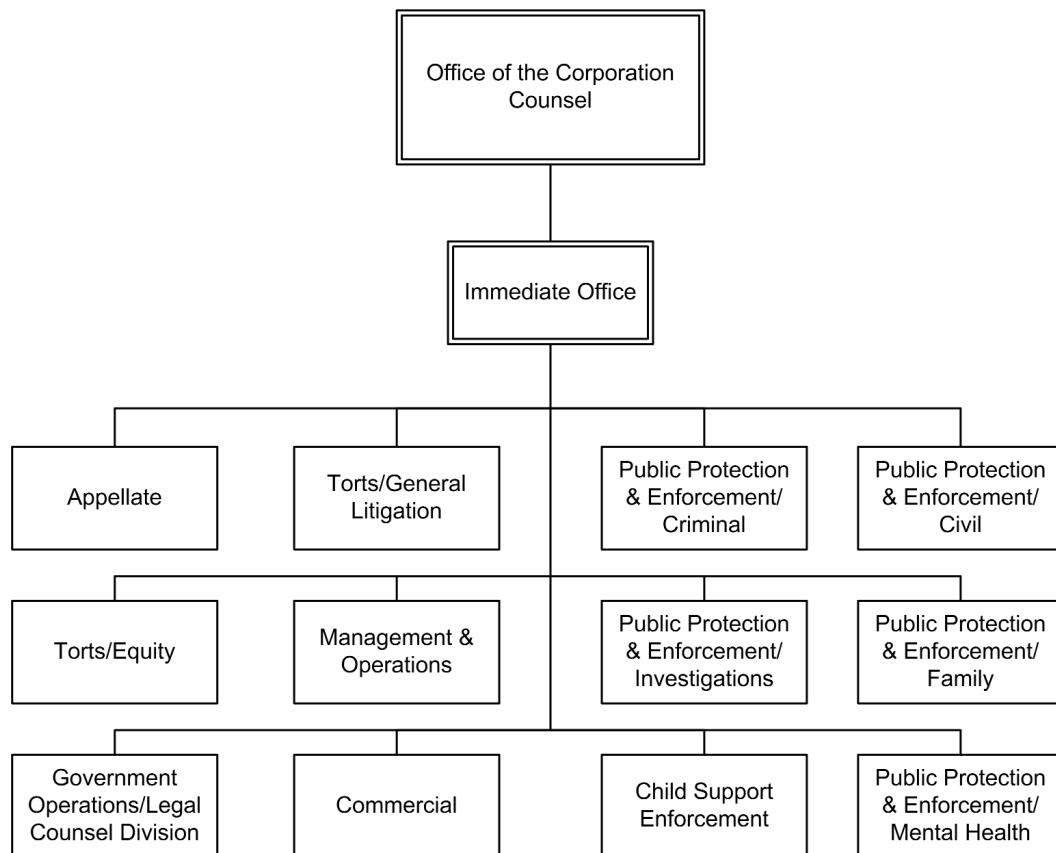 Office of the Corporation
Counsel
Immediate Office
Appellate
Torts/General
Litigation
Public Protection
& Enforcement/
Criminal
Public Protection
& Enforcement/
Civil
Torts/Equity
Management &
Operations
Public Protection
& Enforcement/
Investigations
Public Protection
& Enforcement/
Family
Government
Operations/Legal
Counsel Division
Commercial
Child Support
Enforcement
Public Protection
& Enforcement/
Mental Health